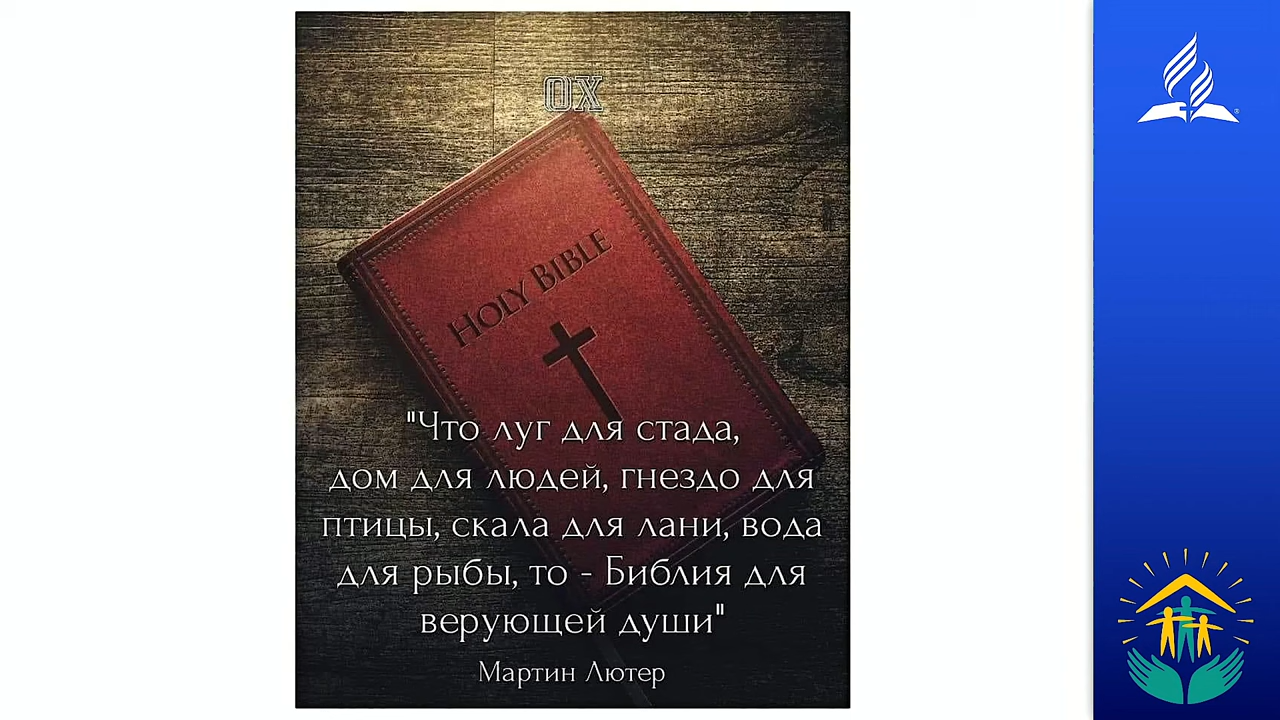 OX
HOLY BIBLE
"Что луг для стада,
дом для людей, гнездо для
птицы, скала для лани, вода
для рыбы, то - Библия для
верующей души"
Мартин Лютер